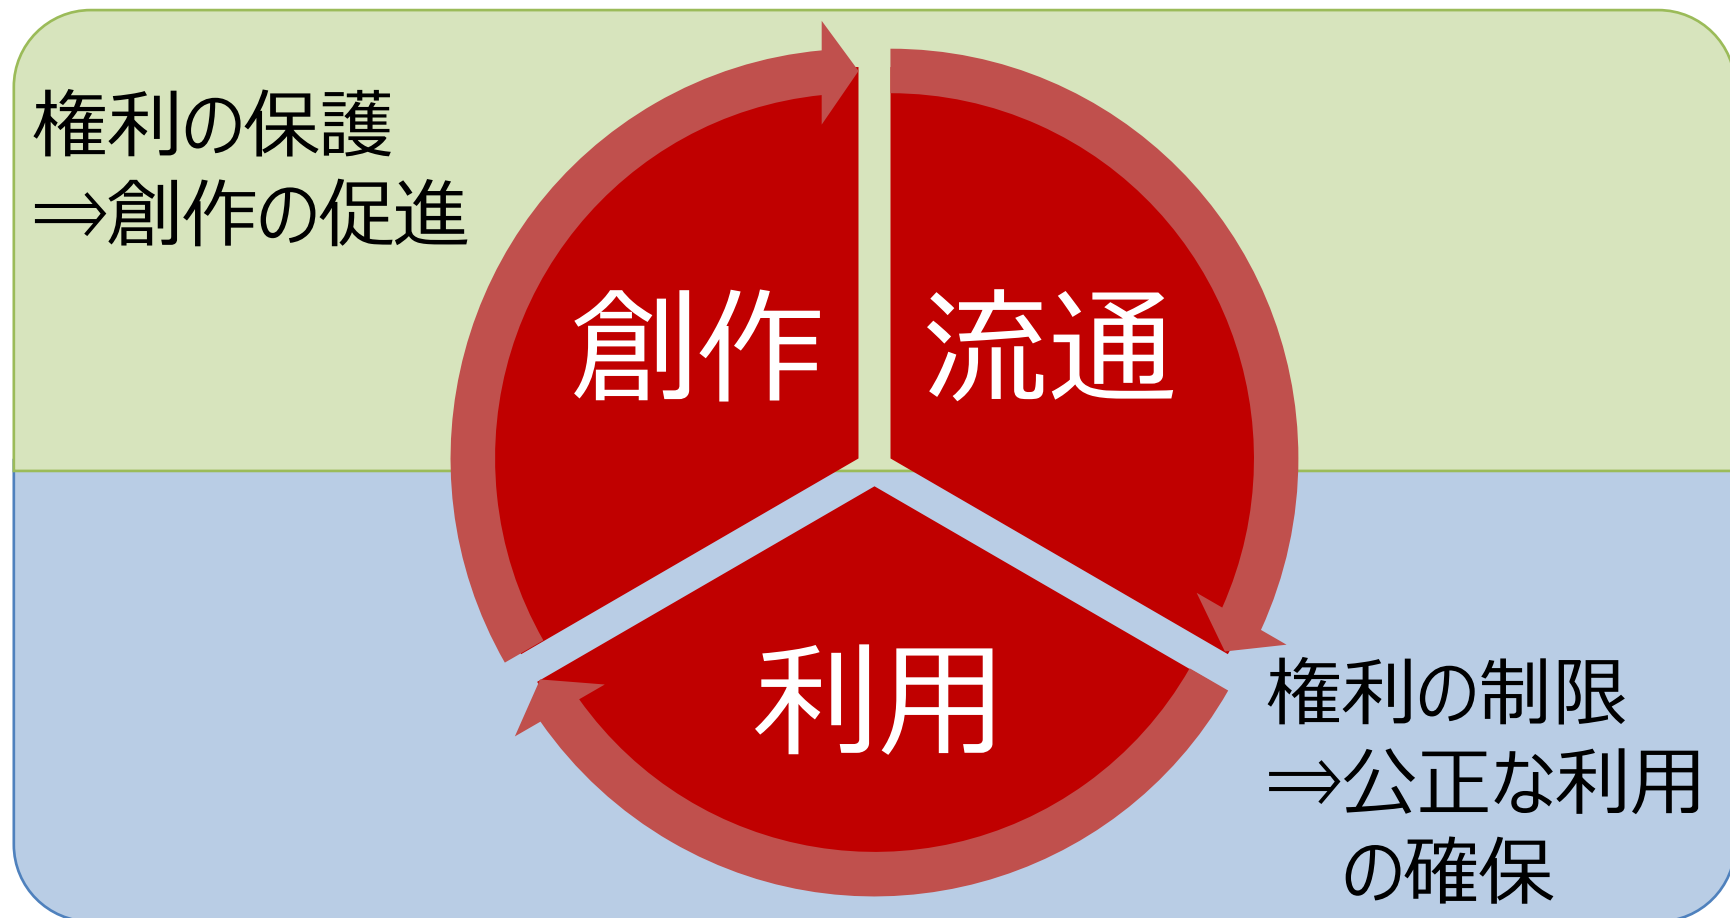 権利の保護
⇒創作の促進
創作
流通
利用
権利の制限
⇒公正な利用
の確保